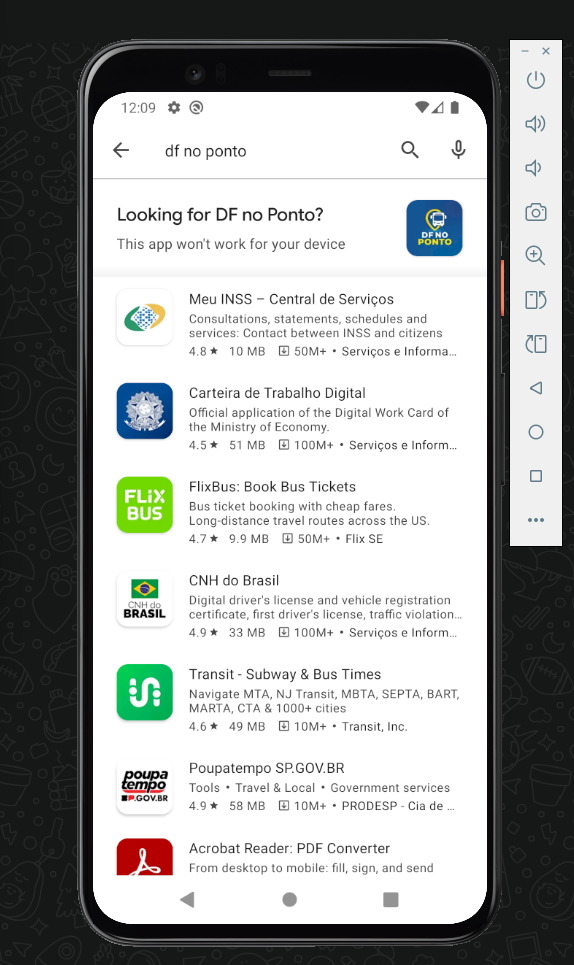 12:09
df no ponto
Looking for DF no Ponto?
This app won't work for your device
DF NO
PONTO
Meu INSS – Central de Serviços
Consultations, statements, schedules and
services: Contact between INSS and citizens
4.8★ 10 MB 50M+ • Serviços e Informa...
Carteira de Trabalho Digital
Official application of the Digital Work Card of
the Ministry of Economy.
4.5★ 51 MB 100M+ • Serviços e Inform...
FLiX
BUS
FlixBus: Book Bus Tickets
Bus ticket booking with cheap fares.
Long-distance travel routes across the US.
4.7★ 9.9 MB 50M+ • Flix SE
CNH do
BRASIL
CNH do Brasil
Digital driver's license and vehicle registration
certificate, first driver's license, traffic violation...
4.9★ 33 MB 100M+ • Serviços e Inform...
Transit - Subway & Bus Times
Navigate MTA, NJ Transit, MBTA, SEPTA, BART,
MARTA, CTA & 1000+ cities
4.6★ 49 MB 10M+ • Transit, Inc.
poupa
tempo
SP.GOV.BR
Poupatempo SP.GOV.BR
Tools • Travel & Local • Government services
4.9★ 58 MB 10M+ • PRODESP - Cia de ...
Acrobat Reader: PDF Converter
From desktop to mobile: fill, sign, and send